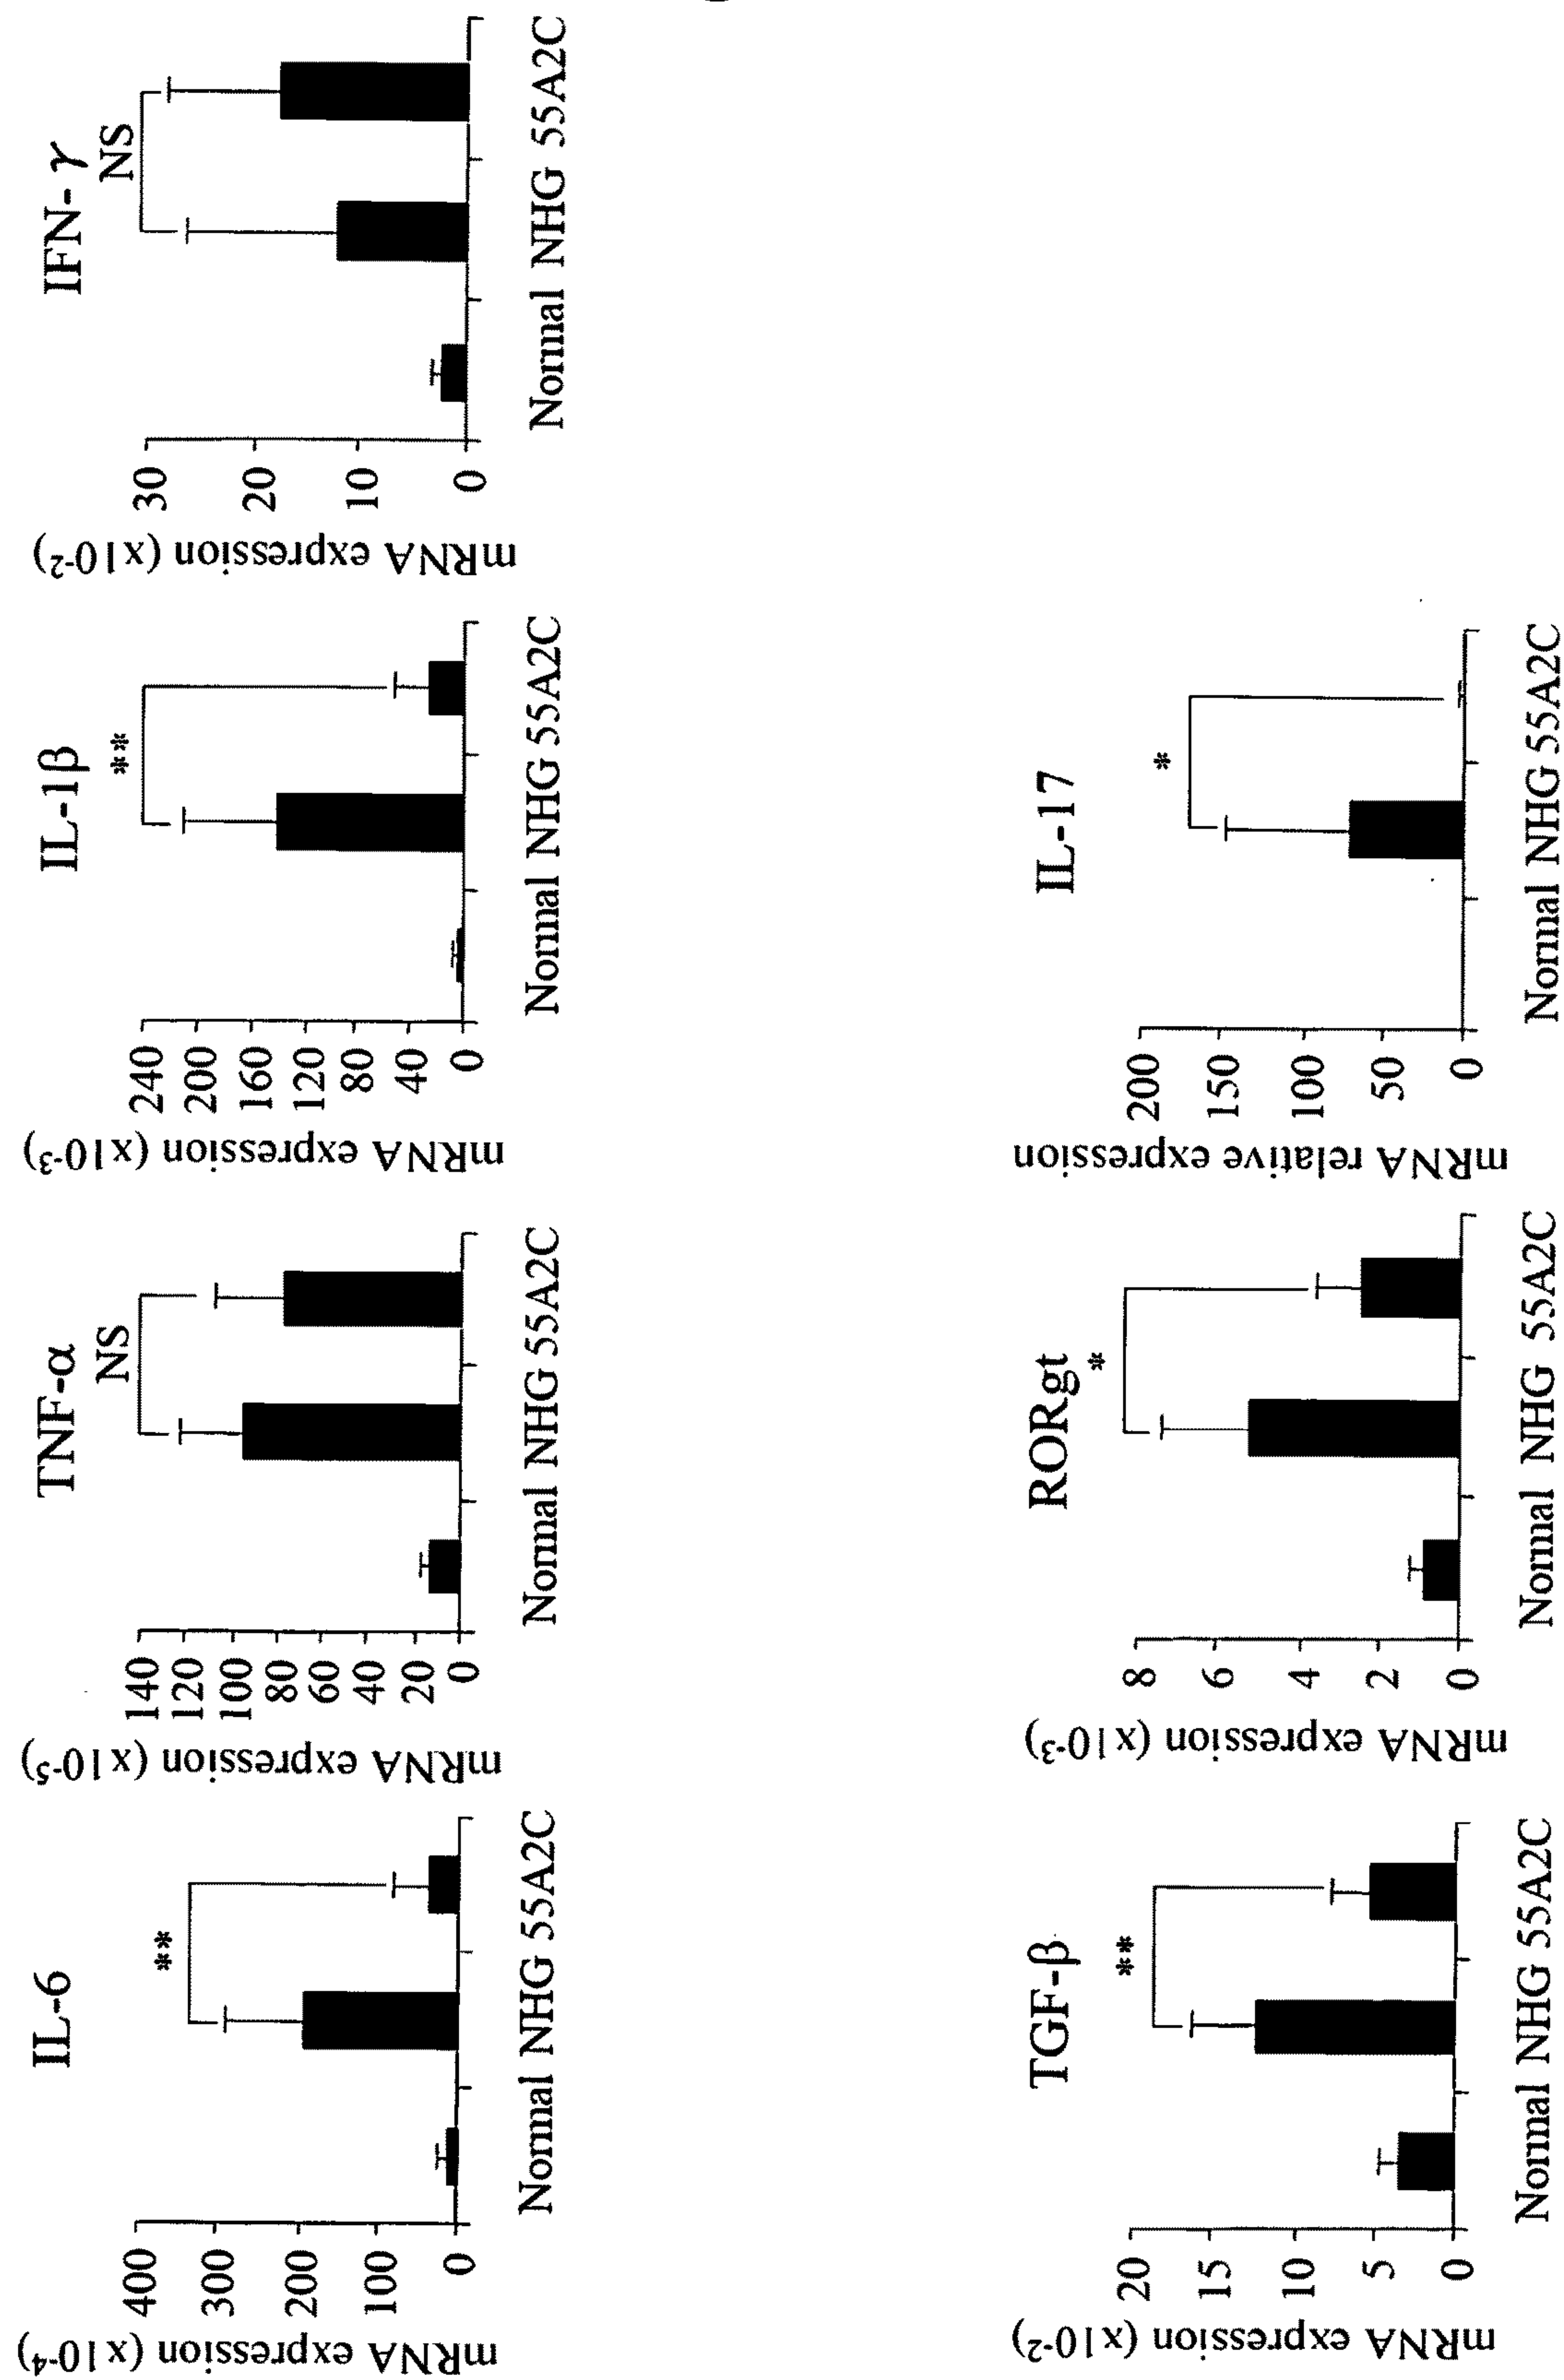 IL-6
**
mRNA expression (x10-4)
400
300
200
100
0
Normal NHG 55A2C
TNF-α
NS
mRNA expression (x10-5)
140
120
100
80
60
40
20
0
Normal NHG 55A2C
IL-1β
**
mRNA expression (x10-3)
240
200
160
120
80
40
0
Normal NHG 55A2C
IFN-γ
NS
mRNA expression (x10-2)
30
20
10
0
Normal NHG 55A2C
TGF-β
**
mRNA expression (x10-2)
20
15
10
5
0
Normal NHG 55A2C
RORgt
*
mRNA expression (x10-3)
8
6
4
2
0
Normal NHG 55A2C
IL-17
*
mRNA relative expression
200
150
100
50
0
Normal NHG 55A2C